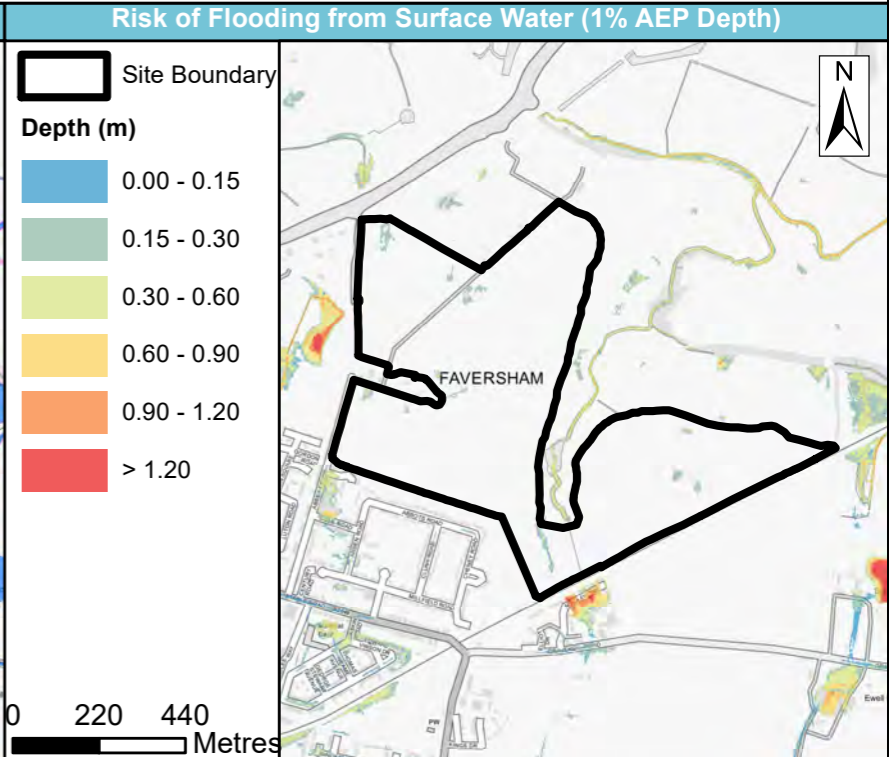 Risk of Flooding from Surface Water (1% AEP Depth)
Site Boundary
Depth (m)
0.00 - 0.15
0.15 - 0.30
0.30 - 0.60
0.60 - 0.90
0.90 - 1.20
> 1.20
0 220 440
Metres
N
FAVERSHAM
Ewell
PW